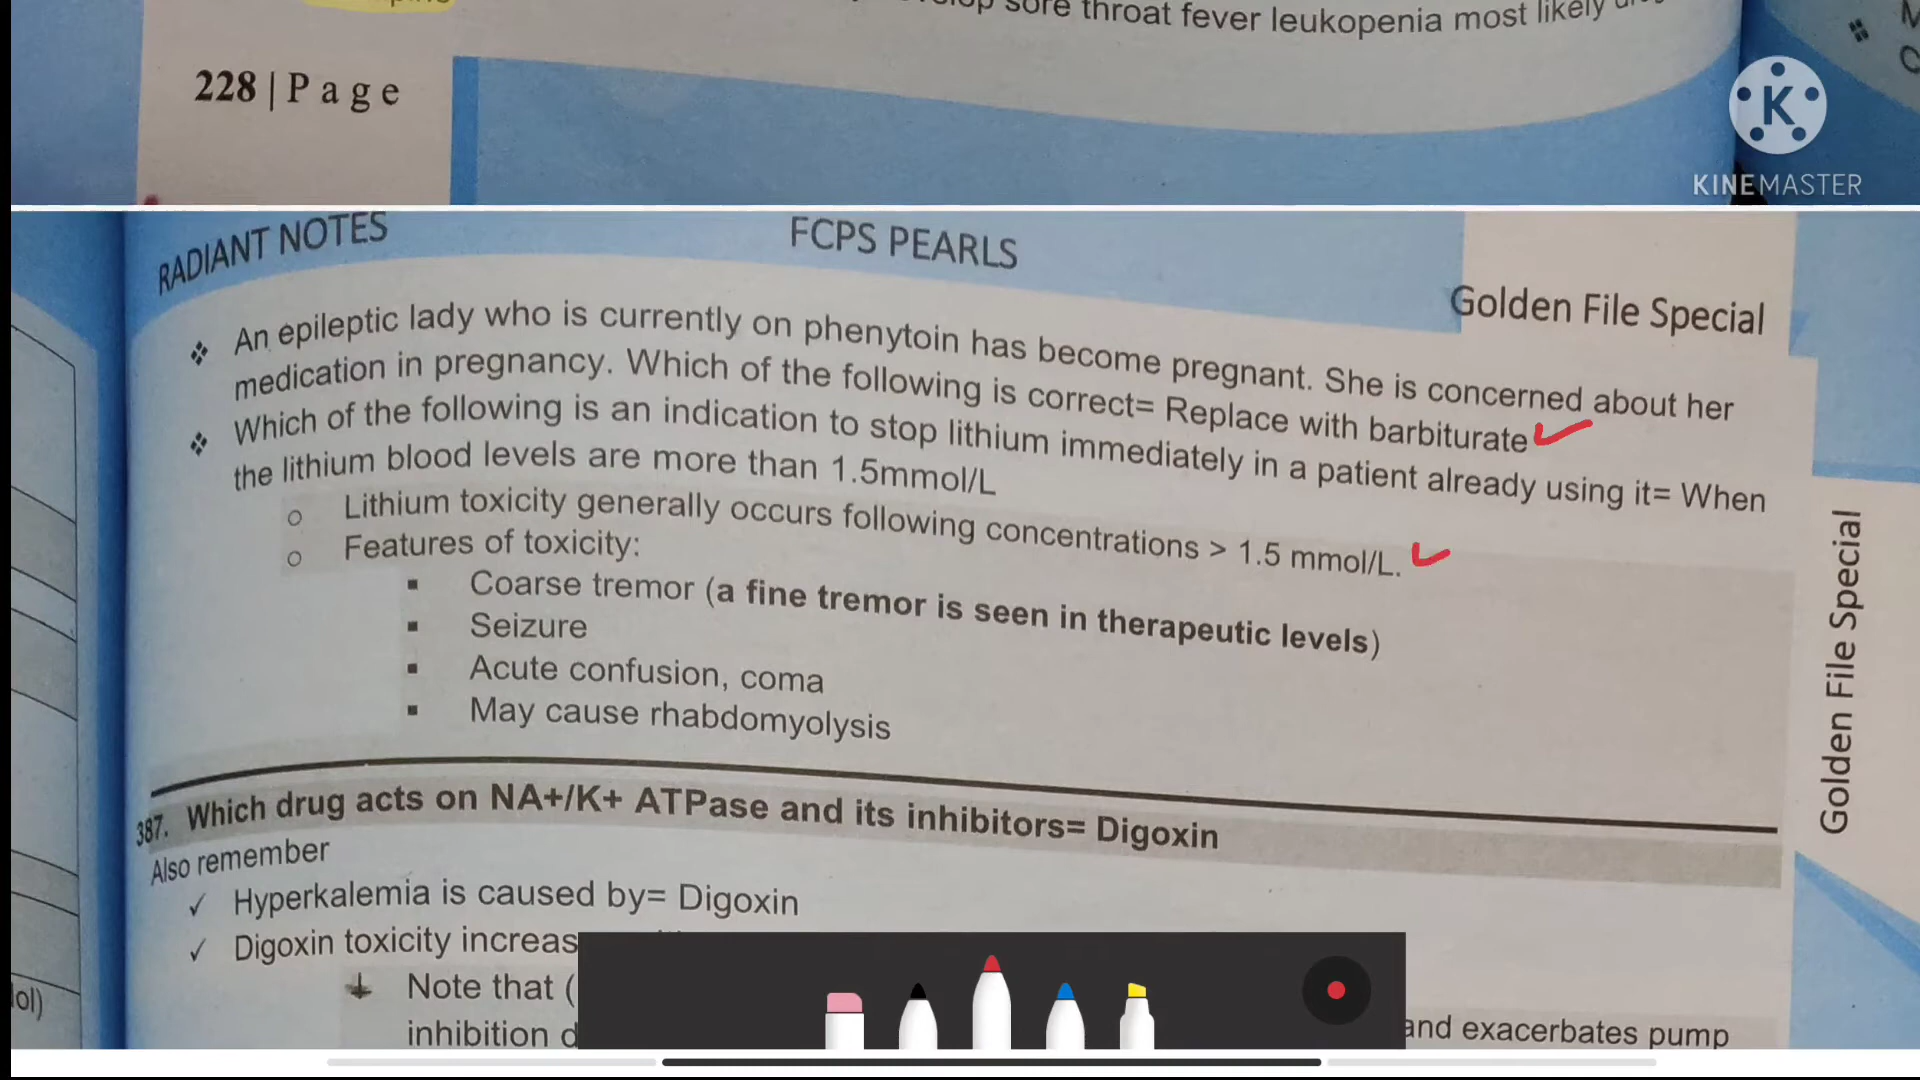 sore throat fever leukopenia most likely
228 | P a g e
KINEMASTER
RADIANT NOTES
FCPS PEARLS
Golden File Special
❖ An epileptic lady who is currently on phenytoin has become pregnant. She is concerned about her
medication in pregnancy. Which of the following is correct= Replace with barbiturate
❖ Which of the following is an indication to stop lithium immediately in a patient already using it= When
the lithium blood levels are more than 1.5mmol/L
o Lithium toxicity generally occurs following concentrations > 1.5 mmol/L.
o Features of toxicity:
▪ Coarse tremor (a fine tremor is seen in therapeutic levels)
▪ Seizure
▪ Acute confusion, coma
▪ May cause rhabdomyolysis
Golden File Special
387. Which drug acts on NA+/K+ ATPase and its inhibitors= Digoxin
Also remember
✓ Hyperkalemia is caused by= Digoxin
✓ Digoxin toxicity increas
Note that (
inhibition d
and exacerbates pump
ol)